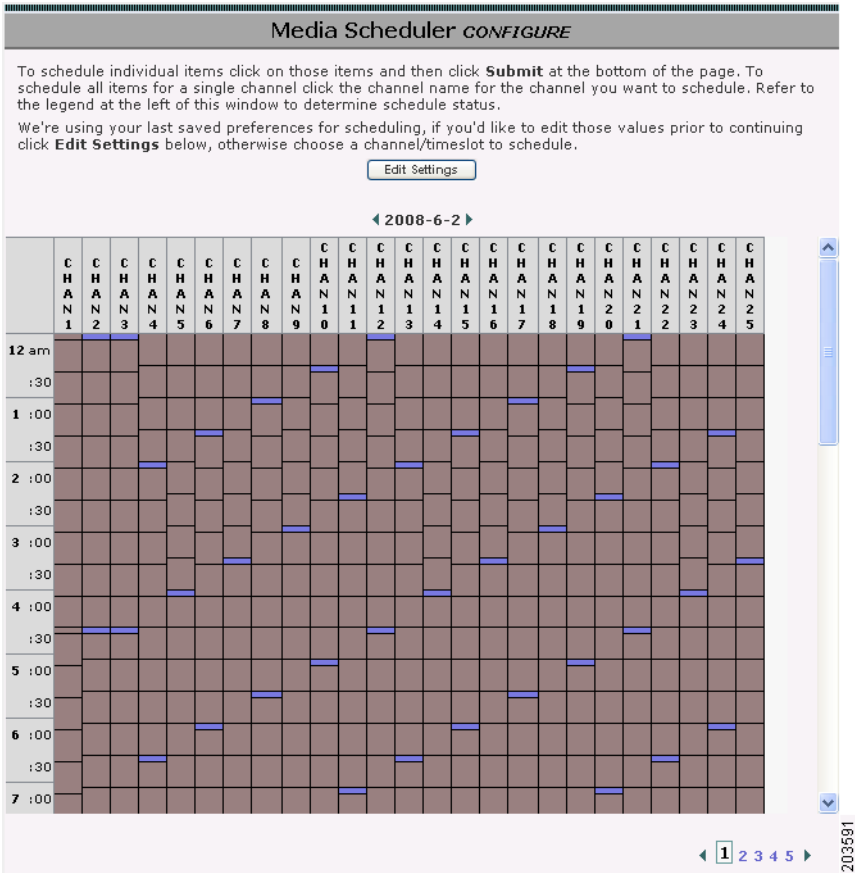 Media Scheduler CONFIGURE
To schedule individual items click on those items and then click Submit at the bottom of the page. To
schedule all items for a single channel click the channel name for the channel you want to schedule. Refer to
the legend at the left of this window to determine schedule status.
We're using your last saved preferences for scheduling, if you'd like to edit those values prior to continuing
click Edit Settings below, otherwise choose a channel/timeslot to schedule.
Edit Settings
2008-6-2
CHAN1 CHAN2 CHAN3 CHAN4 CHAN5 CHAN6 CHAN7 CHAN8 CHAN9 CHAN10 CHAN11 CHAN12 CHAN13 CHAN14 CHAN15 CHAN16 CHAN17 CHAN18 CHAN19 CHAN20 CHAN21 CHAN22 CHAN23 CHAN24 CHAN25
12 am
:30
1 :00
:30
2 :00
:30
3 :00
:30
4 :00
:30
5 :00
:30
6 :00
:30
7 :00
1 2 3 4 5
203591